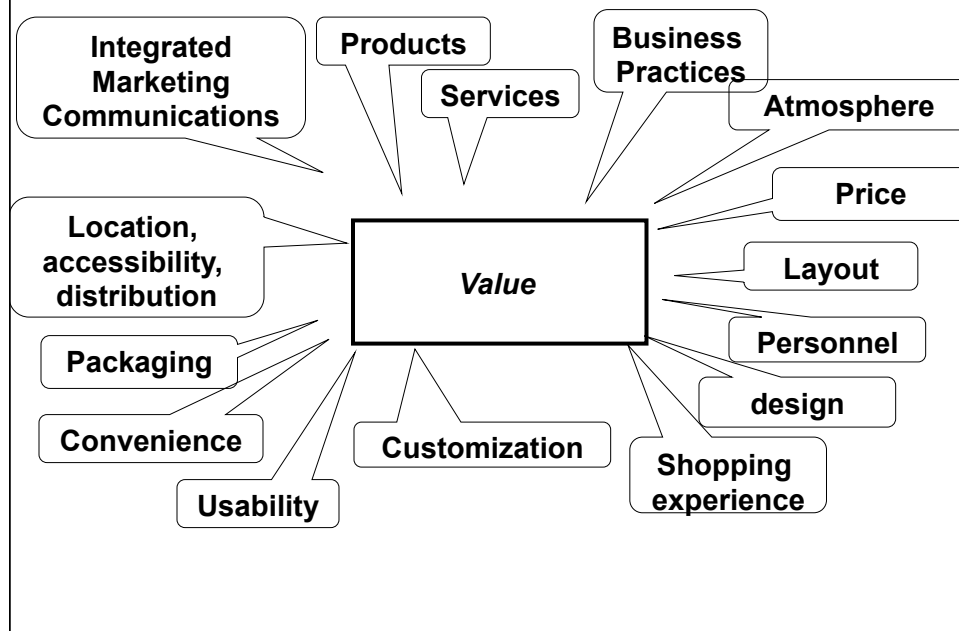 Integrated
Marketing
Communications
Products
Services
Business
Practices
Atmosphere
Price
Location,
accessibility,
distribution
Value
Layout
Personnel
Packaging
design
Convenience
Customization
Shopping
experience
Usability